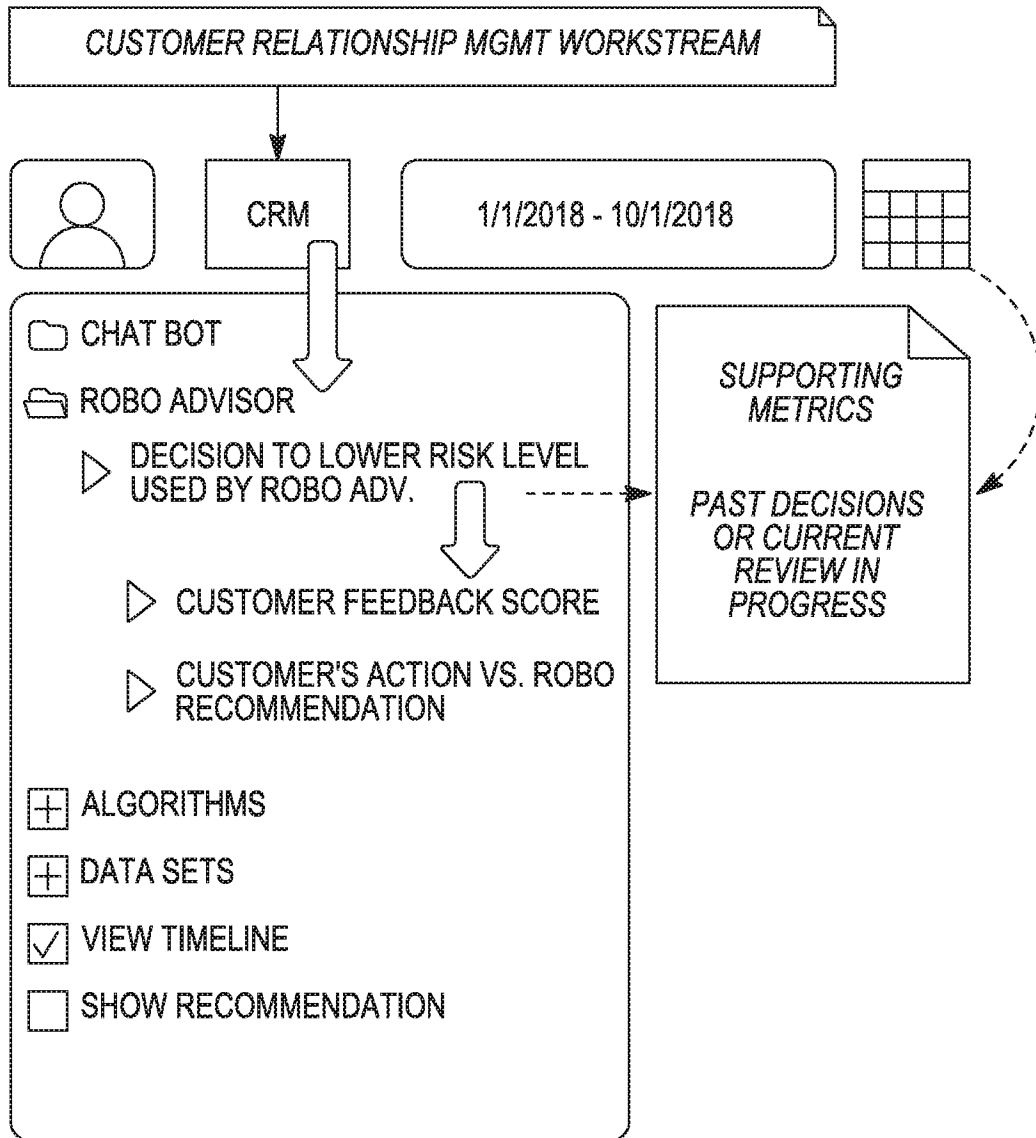 CUSTOMER RELATIONSHIP MGMT WORKSTREAM
CRM
1/1/2018 - 10/1/2018
CHAT BOT
ROBO ADVISOR
DECISION TO LOWER RISK LEVEL
USED BY ROBO ADV.
CUSTOMER FEEDBACK SCORE
CUSTOMER'S ACTION VS. ROBO
RECOMMENDATION
ALGORITHMS
DATA SETS
VIEW TIMELINE
SHOW RECOMMENDATION
SUPPORTING
METRICS
PAST DECISIONS
OR CURRENT
REVIEW IN
PROGRESS